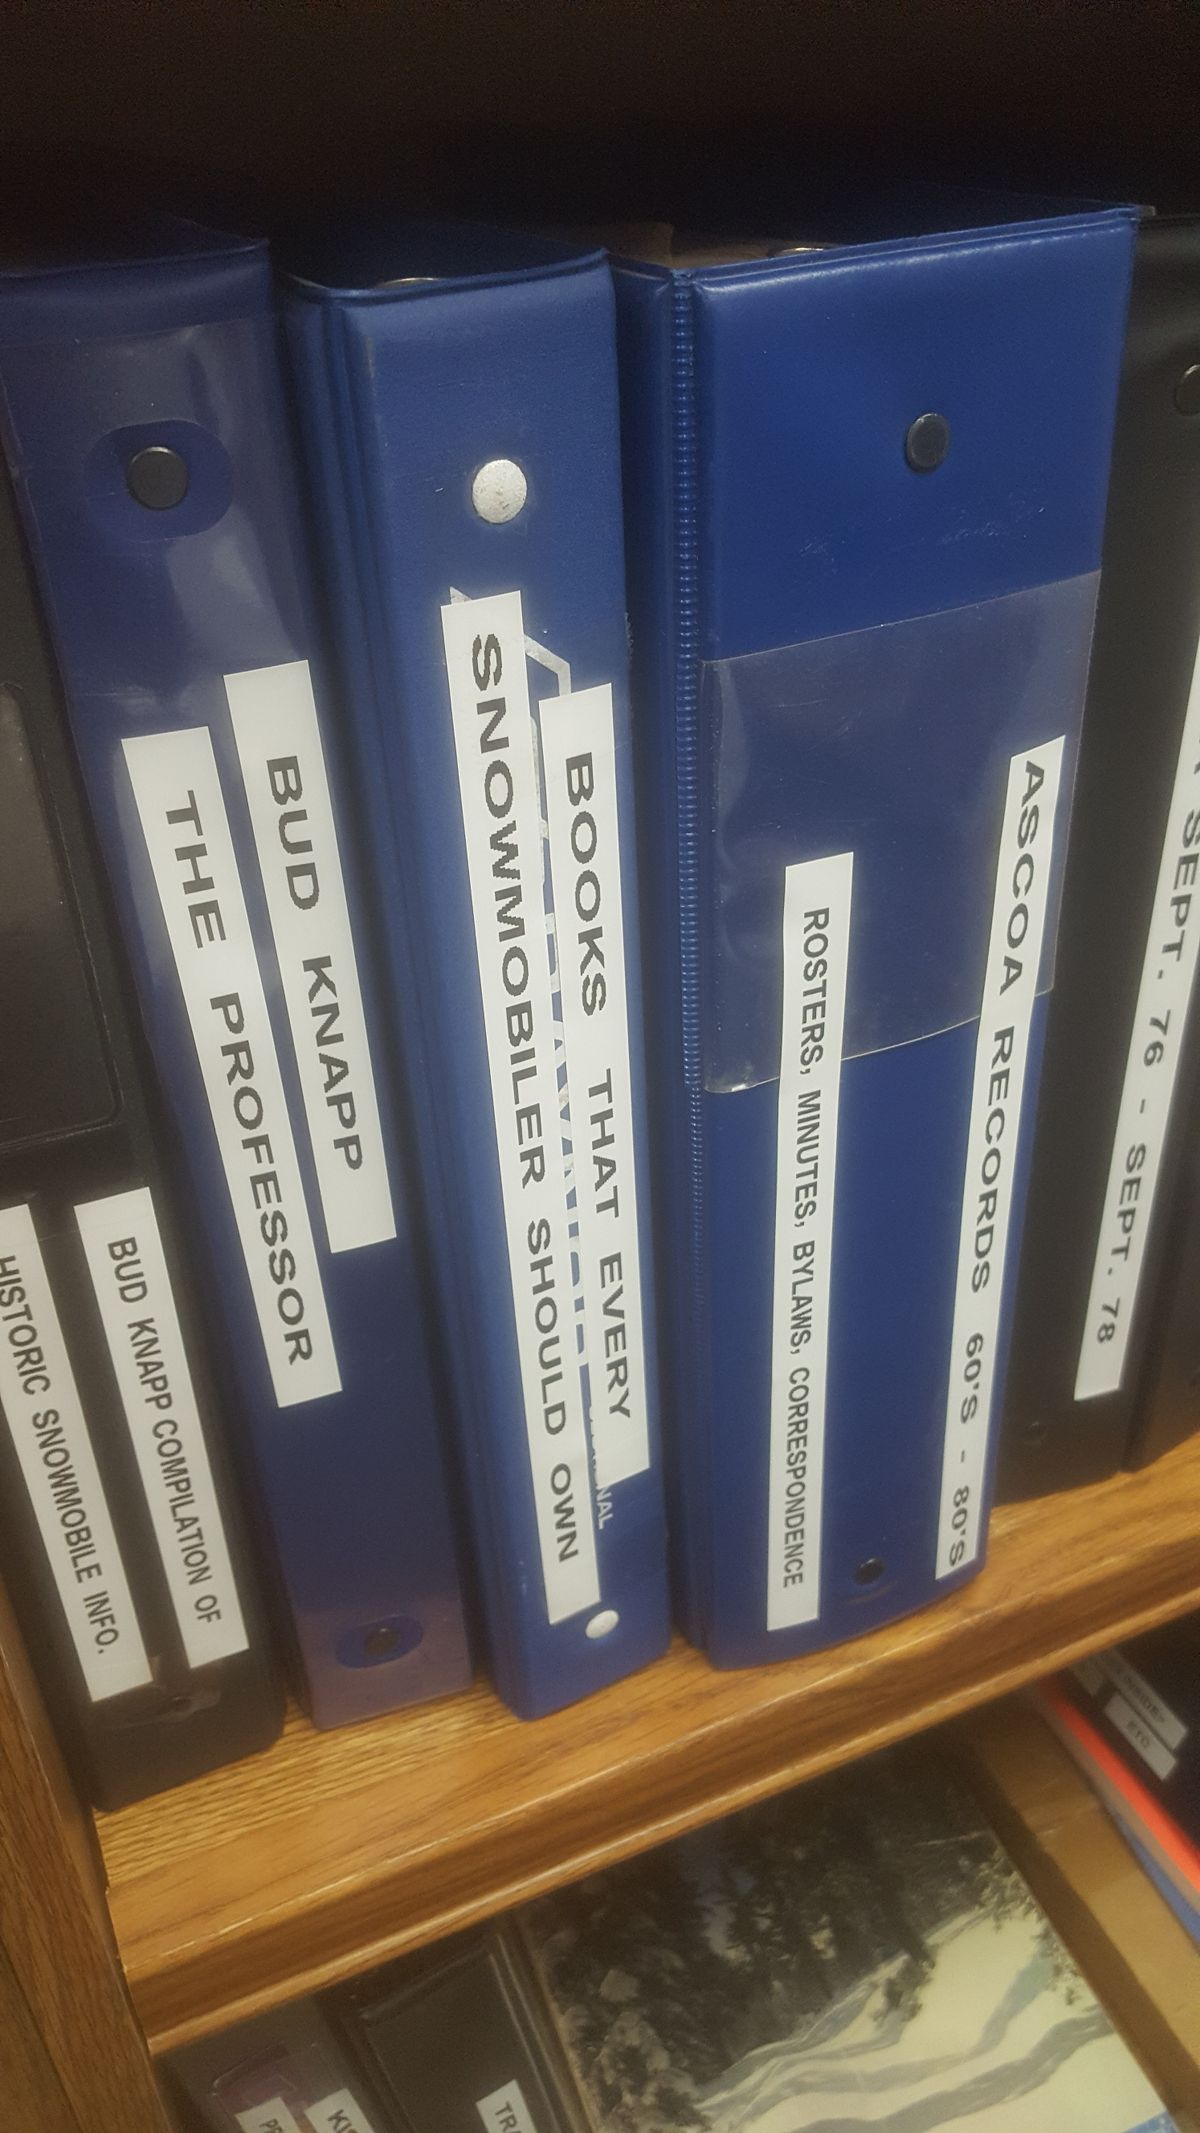 BUD KNAPP COMPILATION OF
HISTORIC SNOWMOBILE INFO.
BUD KNAPP
THE PROFESSOR
BOOKS THAT EVERY
SNOWMOBILER SHOULD OWN
ASCOA RECORDS 60'S - 80'S
ROSTERS, MINUTES, BYLAWS, CORRESPONDENCE
SEPT. 76 - SEPT. 78
ETC